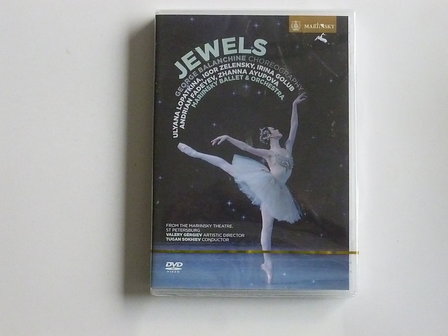 MARIINSKY
JEWELS
GEORGE BALANCHINE CHOREOGRAPHY
ULYANA LOPATKINA, IGOR ZELENSKY, IRINA GOLUB
ANDRIAN FADEYEV, ZHANNA AYUPOVA
MARIINSKY BALLET & ORCHESTRA
FROM THE MARIINSKY THEATRE,
ST PETERSBURG
VALERY GERGIEV ARTISTIC DIRECTOR
TUGAN SOKHIEV CONDUCTOR
DVD
VIDEO